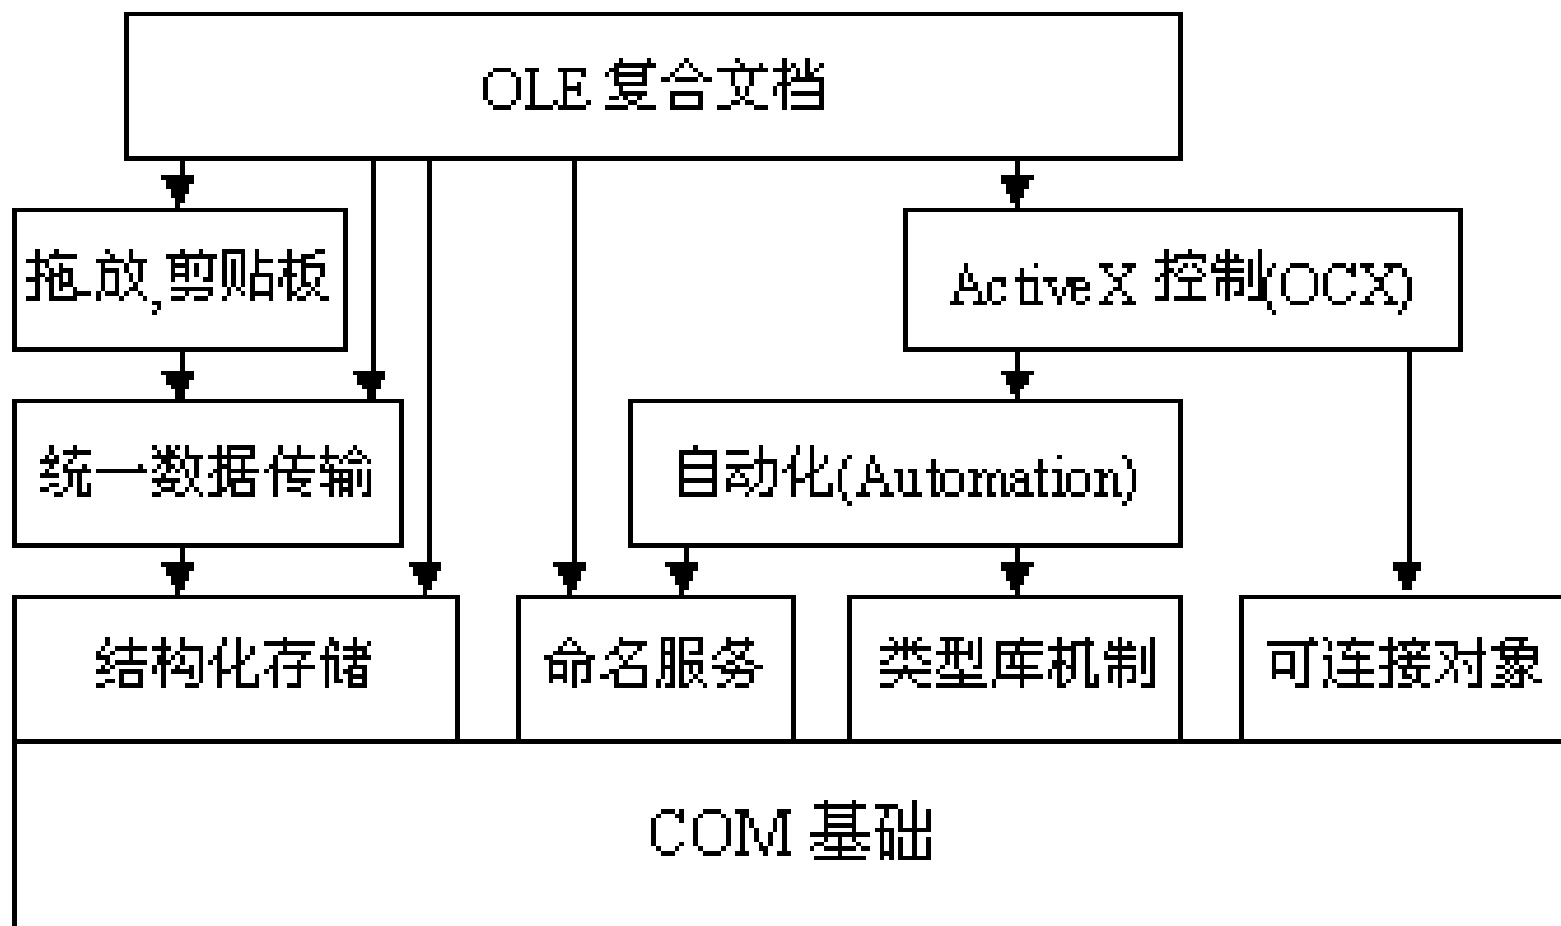 OLE 复合文档
拖-放,剪贴板
ActiveX 控制(OCX)
统一数据传输
自动化(Automation)
结构化存储
命名服务
类型库机制
可连接对象
COM 基础